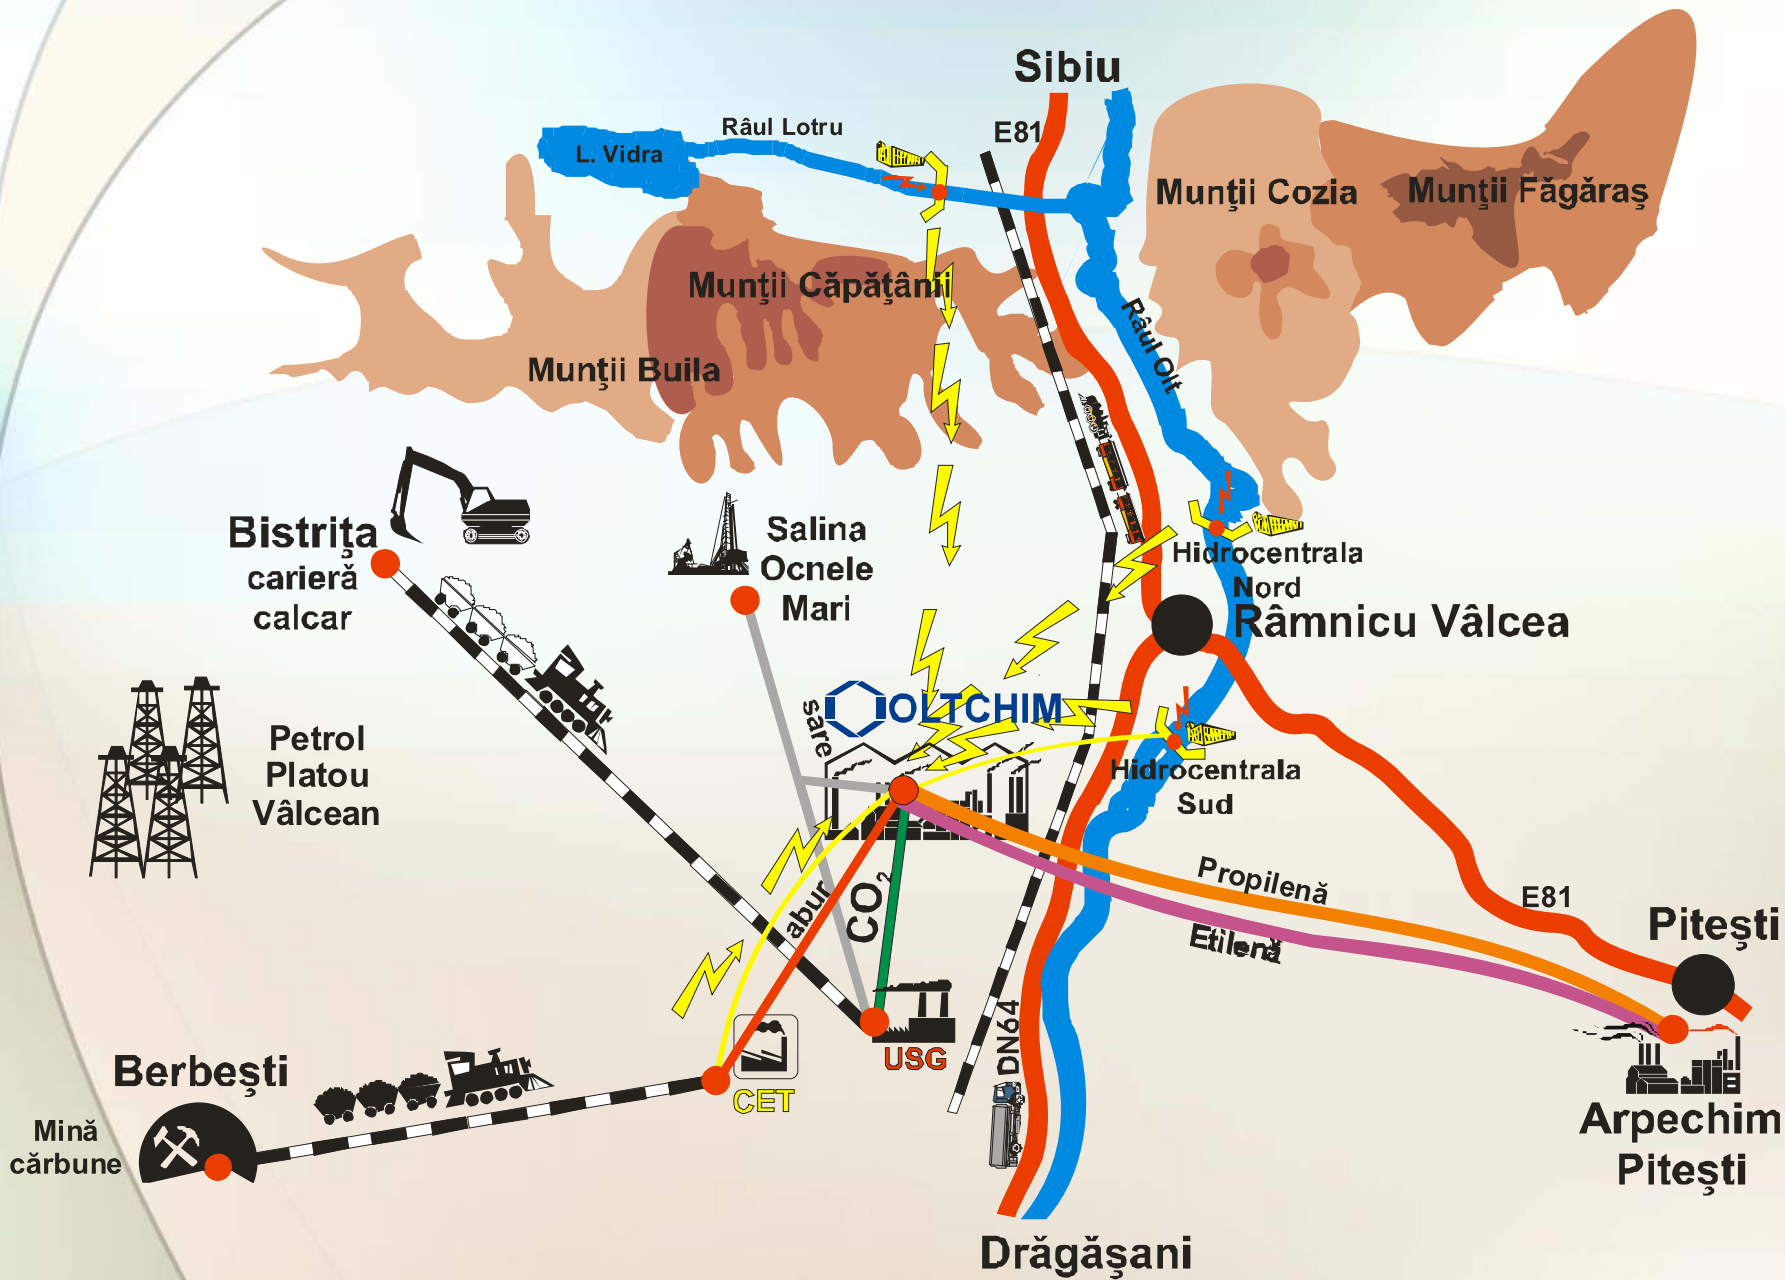 Sibiu
E81
Râul Lotru
L. Vidra
Munţii Cozia
Munţii Făgăraş
Munţii Căpăţânii
Râul Olt
Munţii Buila
Bistriţa
carieră
calcar
Salina
Ocnele
Mari
Hidrocentrala
Nord
Râmnicu Vâlcea
OLTCHIM
sare
Petrol
Platou
Vâlcean
Hidrocentrala
Sud
abur
CO2
Propilenă
Etilenă
E81
Piteşti
DN64
USG
CET
Berbeşti
Mină
cărbune
Arpechim
Piteşti
Drăgăşani